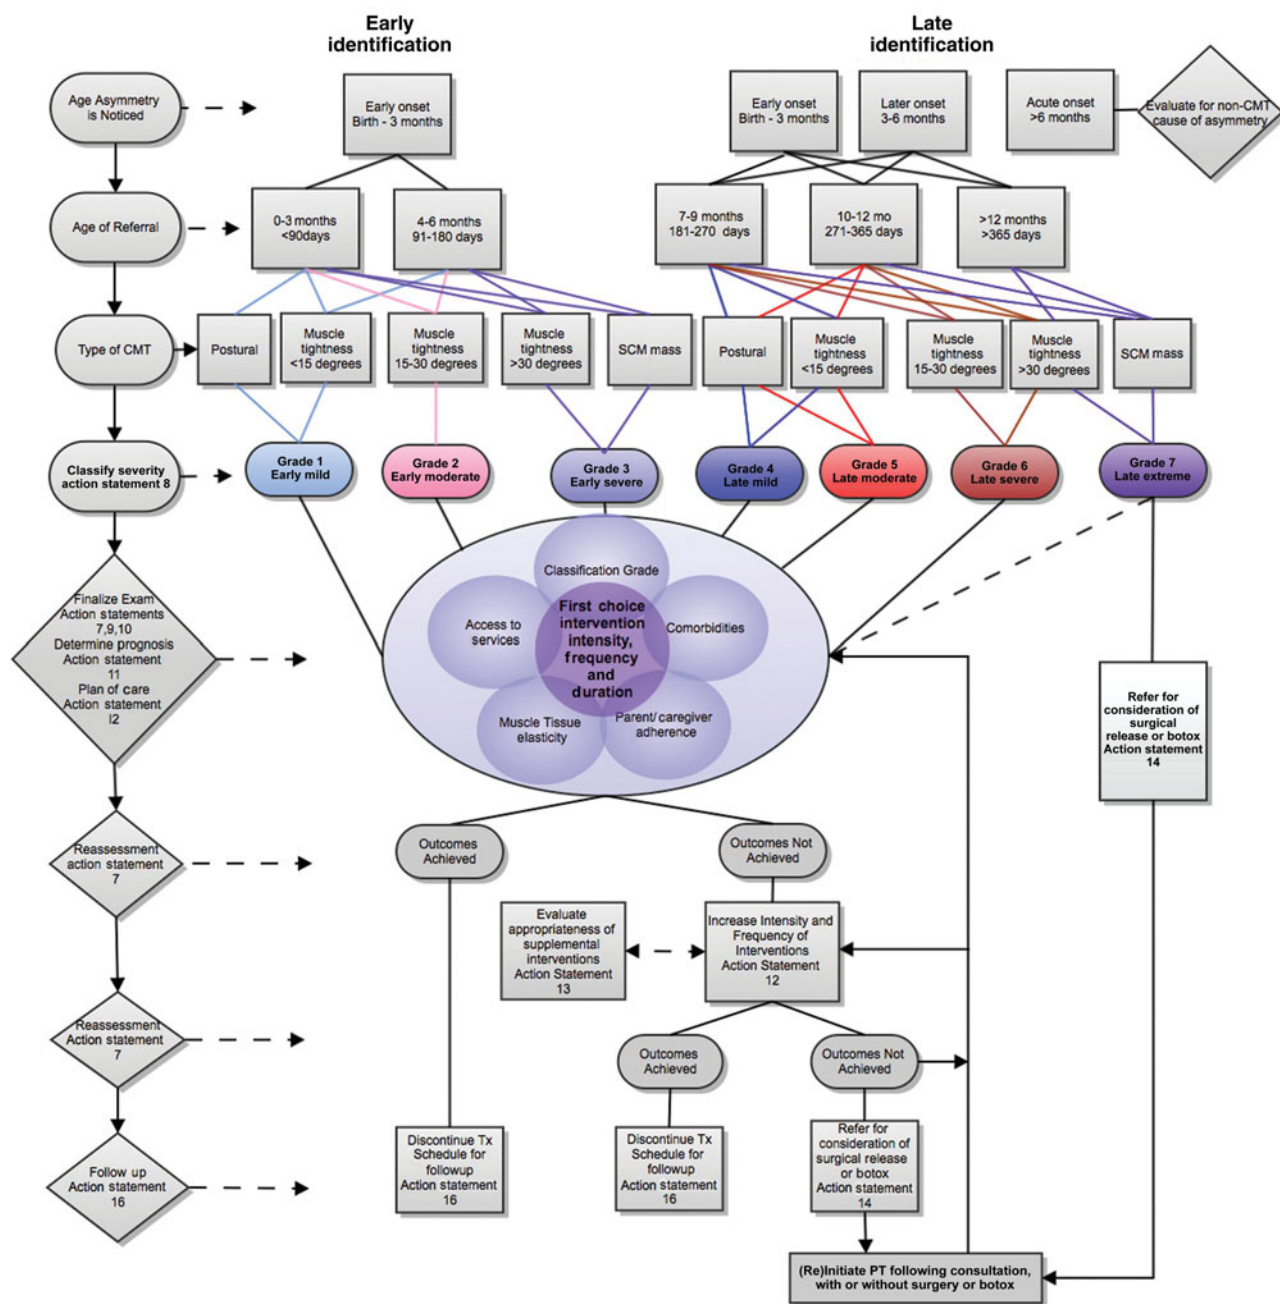 Early
identification
Late
identification
Age Asymmetry
is Noticed
Early onset
Birth - 3 months
Early onset
Birth - 3 months
Later onset
3-6 months
Acute onset
>6 months
Evaluate for non-CMT
cause of asymmetry
Age of Referral
0-3 months
<90days
4-6 months
91-180 days
7-9 months
181-270 days
10-12 mo
271-365 days
>12 months
>365 days
Type of CMT
Postural
Muscle
tightness
<15 degrees
Muscle
tightness
15-30 degrees
Muscle
tightness
>30 degrees
SCM mass
Postural
Muscle
tightness
<15 degrees
Muscle
tightness
15-30 degrees
Muscle
tightness
>30 degrees
SCM mass
Classify severity
action statement 8
Grade 1
Early mild
Grade 2
Early moderate
Grade 3
Early severe
Grade 4
Late mild
Grade 5
Late moderate
Grade 6
Late severe
Grade 7
Late extreme
Finalize Exam
Action statements
7,9,10
Determine prognosis
Action statement
11
Plan of care
Action statement
I2
Classification Grade
Access to
services
First choice
intervention
intensity,
frequency
and
duration
Comorbidities
Muscle Tissue
elasticity
Parent/caregiver
adherence
Refer for
consideration of
surgical
release or botox
Action statement
14
Reassessment
action statement
7
Outcomes
Achieved
Outcomes Not
Achieved
Evaluate
appropriateness of
supplemental
interventions
Action Statement
13
Increase Intensity and
Frequency of
Interventions
Action Statement
12
Reassessment
Action statement
7
Outcomes
Achieved
Outcomes Not
Achieved
Follow up
Action statement
16
Discontinue Tx
Schedule for
followup
Action statement
16
Discontinue Tx
Schedule for
followup
Action statement
16
Refer for
consideration of
surgical release
or botox
Action statement
14
(Re)Initiate PT following consultation,
with or without surgery or botox